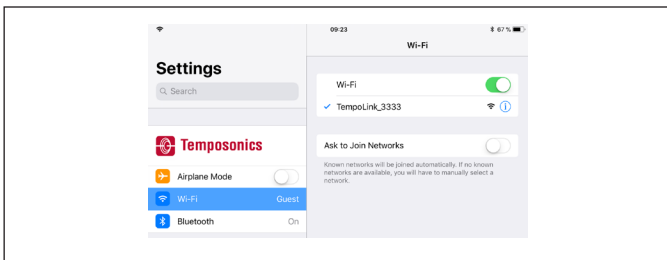 09:23
67 %
Wi-Fi
Settings
Search
Temposonics
Airplane Mode
Wi-Fi Guest
Bluetooth On
Wi-Fi
TempoLink_3333
Ask to Join Networks
Known networks will be joined automatically. If no known
networks are available, you will have to manually select a
network.